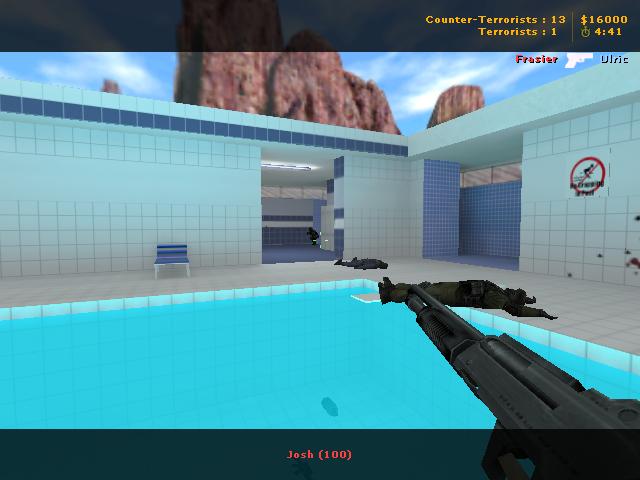 Counter-Terrorists : 13 $16000
Terrorists : 1 4:41
Frasier Ulric
Josh (100)